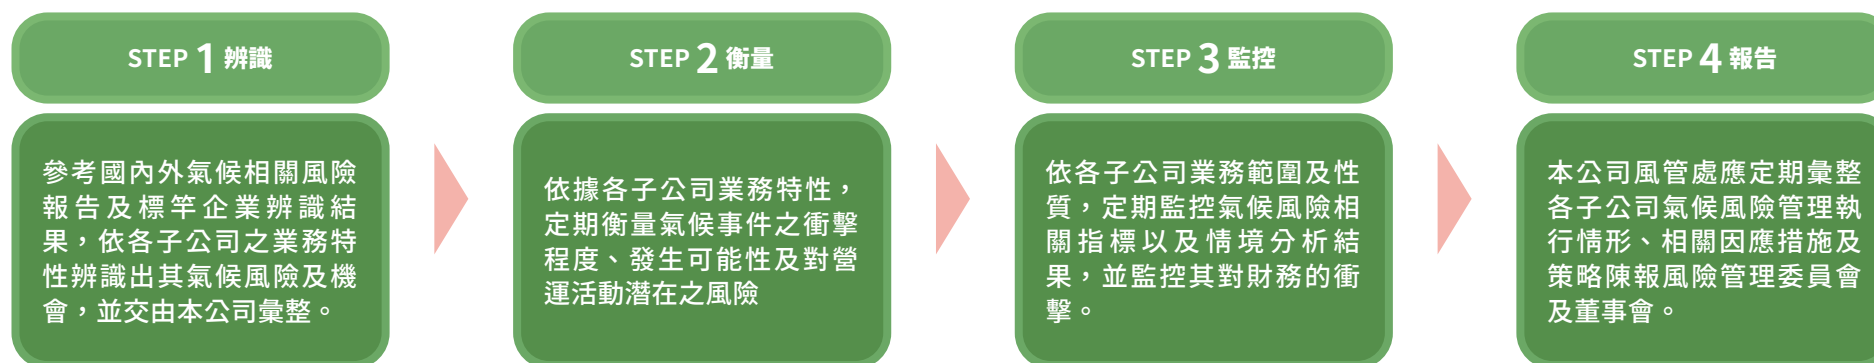 STEP 1 辨識
參考國內外氣候相關風險
報告及標竿企業辨識結
果，依各子公司之業務特
性辨識出其氣候風險及機
會，並交由本公司彙整。
STEP 2 衡量
依據各子公司業務特性，
定期衡量氣候事件之衝擊
程度、發生可能性及對營
運活動潛在之風險
STEP 3 監控
依各子公司業務範圍及性
質，定期監控氣候風險相
關指標以及情境分析結
果，並監控其對財務的衝
擊。
STEP 4 報告
本公司風管處應定期彙整
各子公司氣候風險管理執
行情形、相關因應措施及
策略陳報風險管理委員會
及董事會。